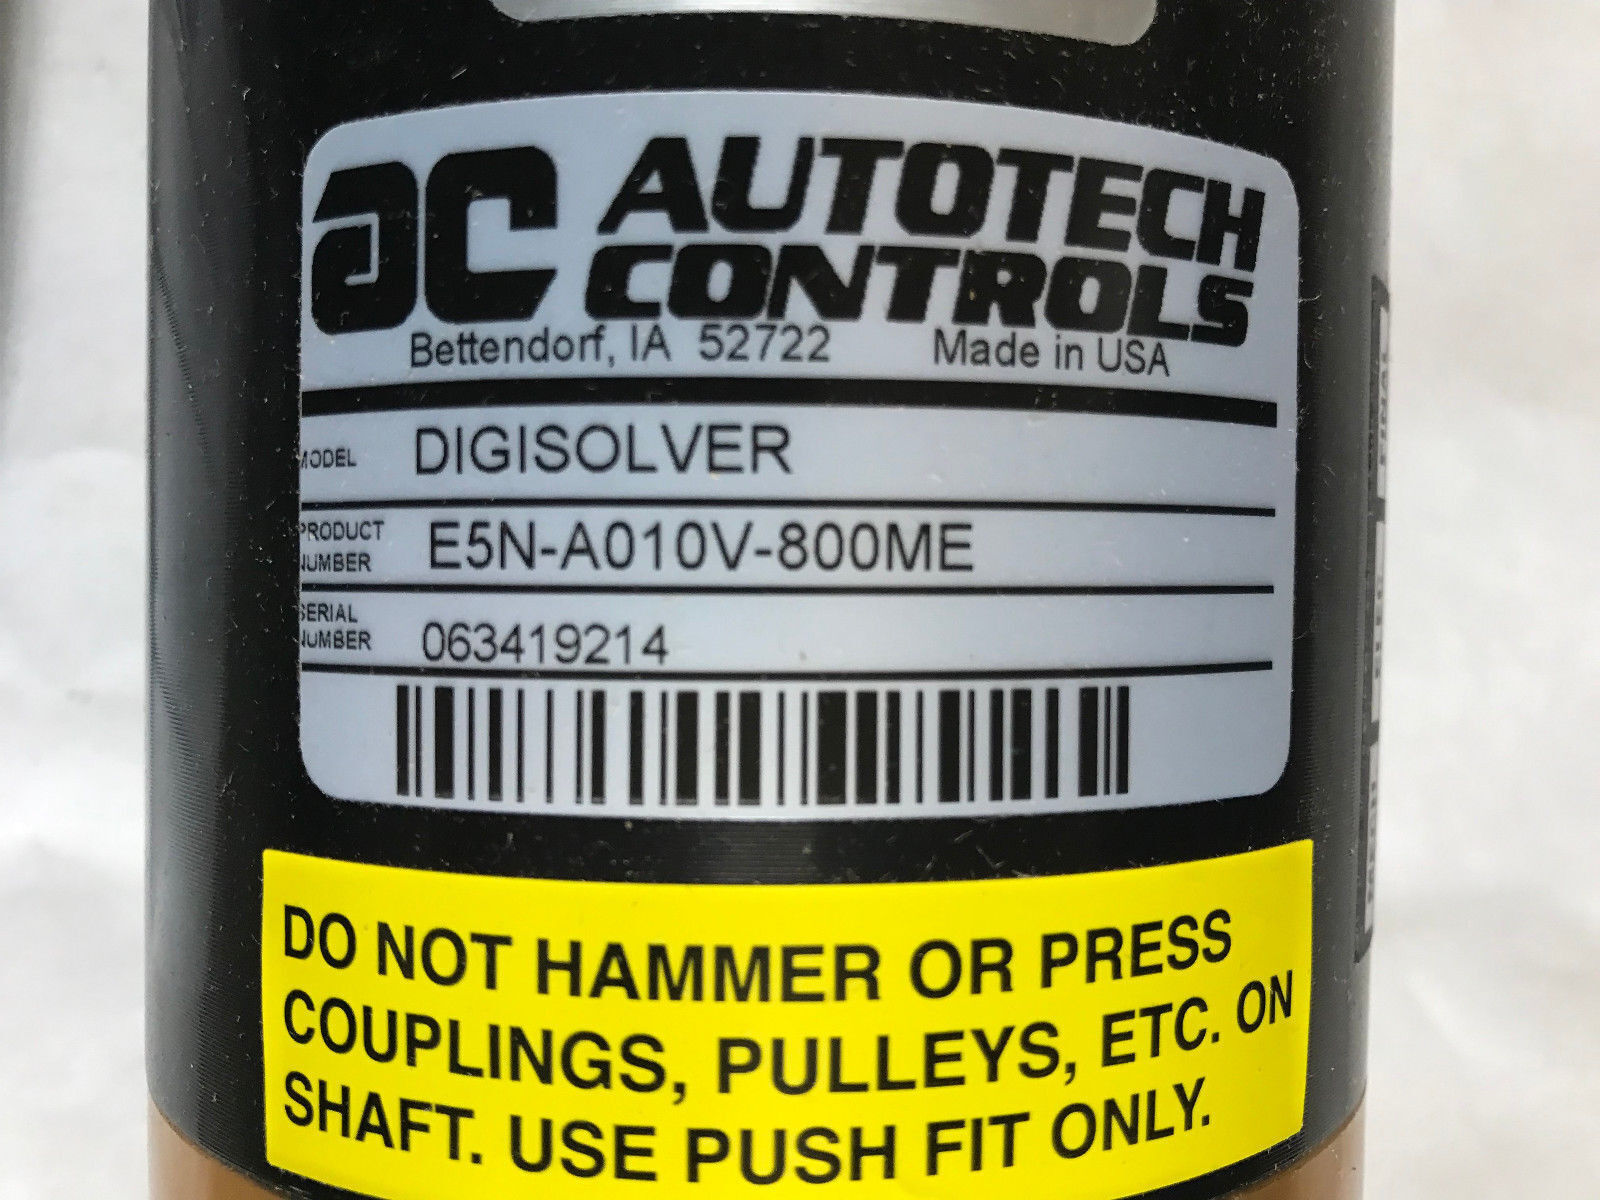 AC AUTOTECH
CONTROLS
Bettendorf, IA 52722 Made in USA
MODEL DIGISOLVER
PRODUCT
NUMBER E5N-A010V-800ME
SERIAL
NUMBER 063419214
DO NOT HAMMER OR PRESS
COUPLINGS, PULLEYS, ETC. ON
SHAFT. USE PUSH FIT ONLY.